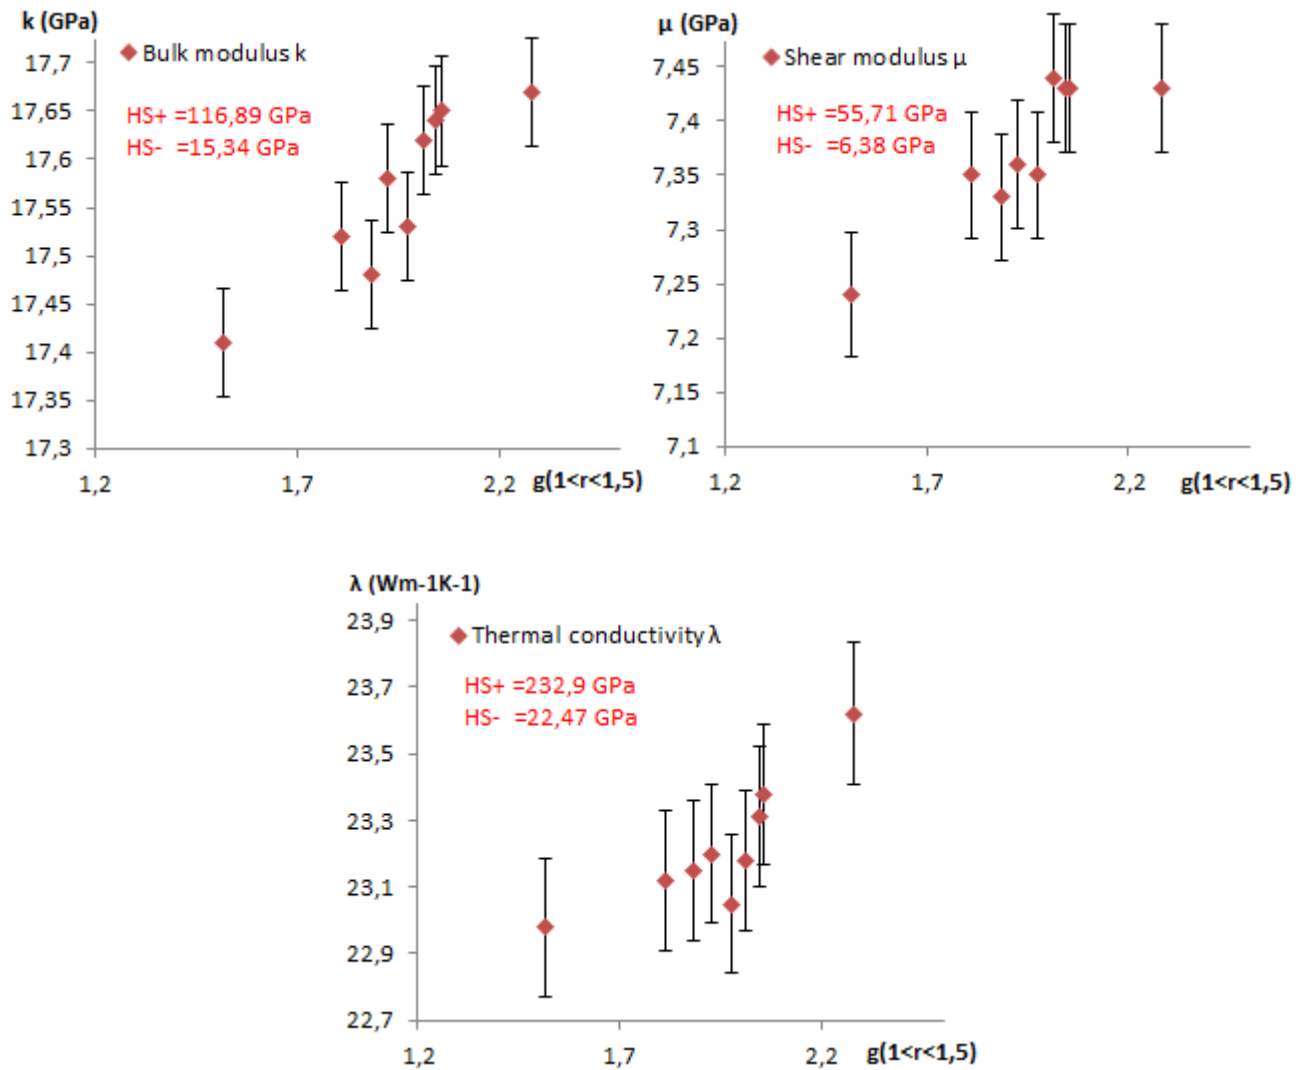 k (GPa)
Bulk modulus k
HS+ =116,89 GPa
HS- =15,34 GPa
17,7
17,65
17,6
17,55
17,5
17,45
17,4
17,35
17,3
1,2
1,7
2,2
g(1<r<1,5)
μ (GPa)
Shear modulus μ
HS+ =55,71 GPa
HS- =6,38 GPa
7,45
7,4
7,35
7,3
7,25
7,2
7,15
7,1
1,2
1,7
2,2
g(1<r<1,5)
λ (Wm-1K-1)
Thermal conductivity λ
HS+ =232,9 GPa
HS- =22,47 GPa
23,9
23,7
23,5
23,3
23,1
22,9
22,7
1,2
1,7
2,2
g(1<r<1,5)